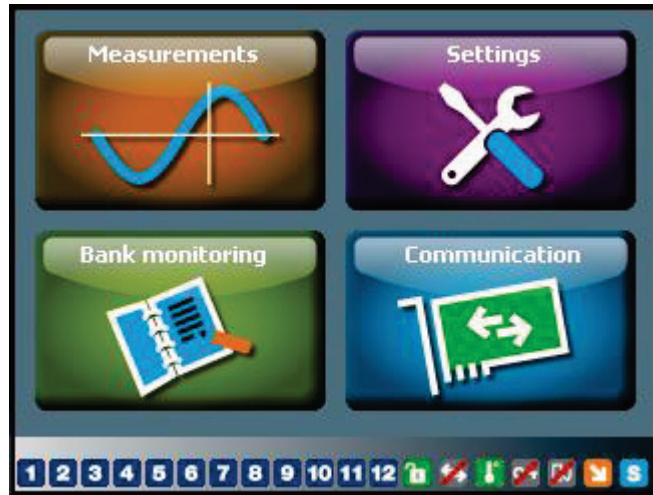 Measurements Settings
Bank monitoring Communication
1 2 3 4 5 6 7 8 9 10 11 12 S